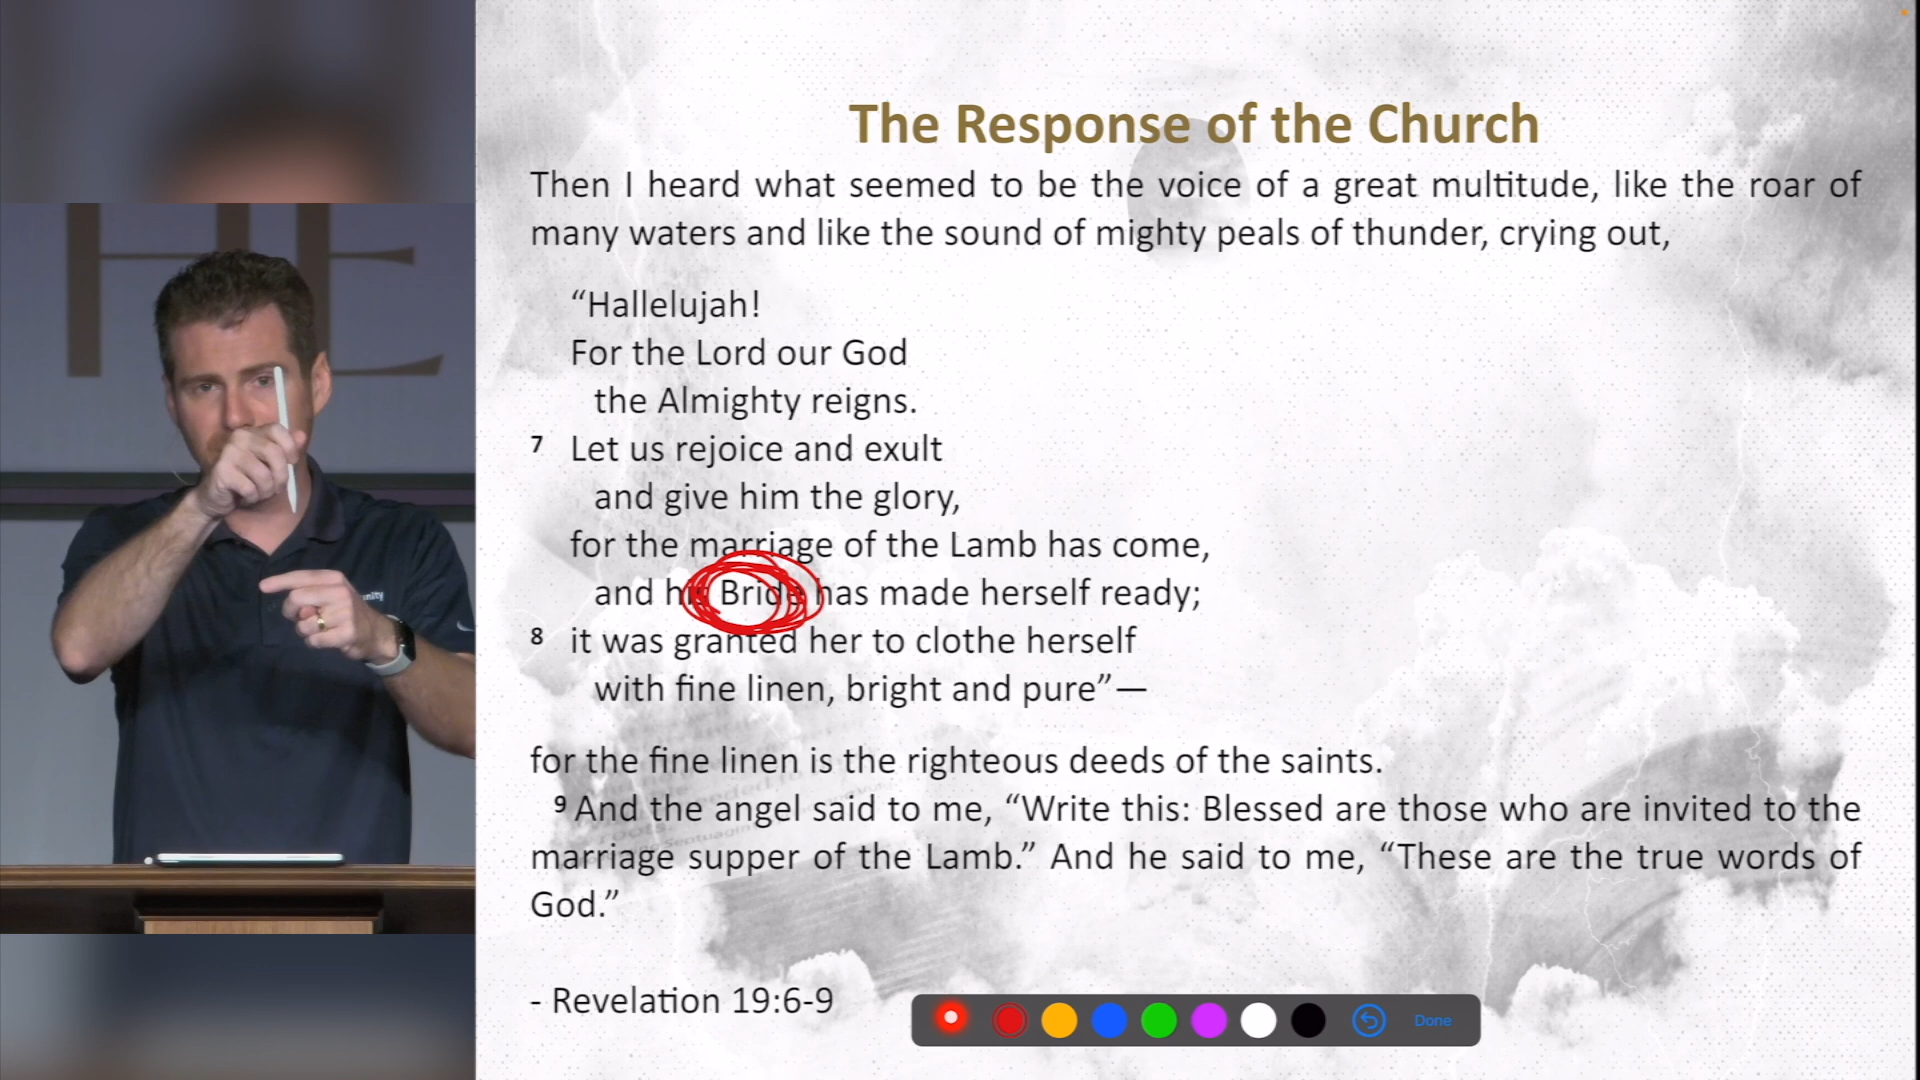 HE
The Response of the Church
Then I heard what seemed to be the voice of a great multitude, like the roar of
many waters and like the sound of mighty peals of thunder, crying out,
“Hallelujah!
For the Lord our God
the Almighty reigns.
7 Let us rejoice and exult
and give him the glory,
for the marriage of the Lamb has come,
and his Bride has made herself ready;
8 it was granted her to clothe herself
with fine linen, bright and pure”—
for the fine linen is the righteous deeds of the saints.
9 And the angel said to me, “Write this: Blessed are those who are invited to the
marriage supper of the Lamb.” And he said to me, “These are the true words of
God.”
- Revelation 19:6-9
Done